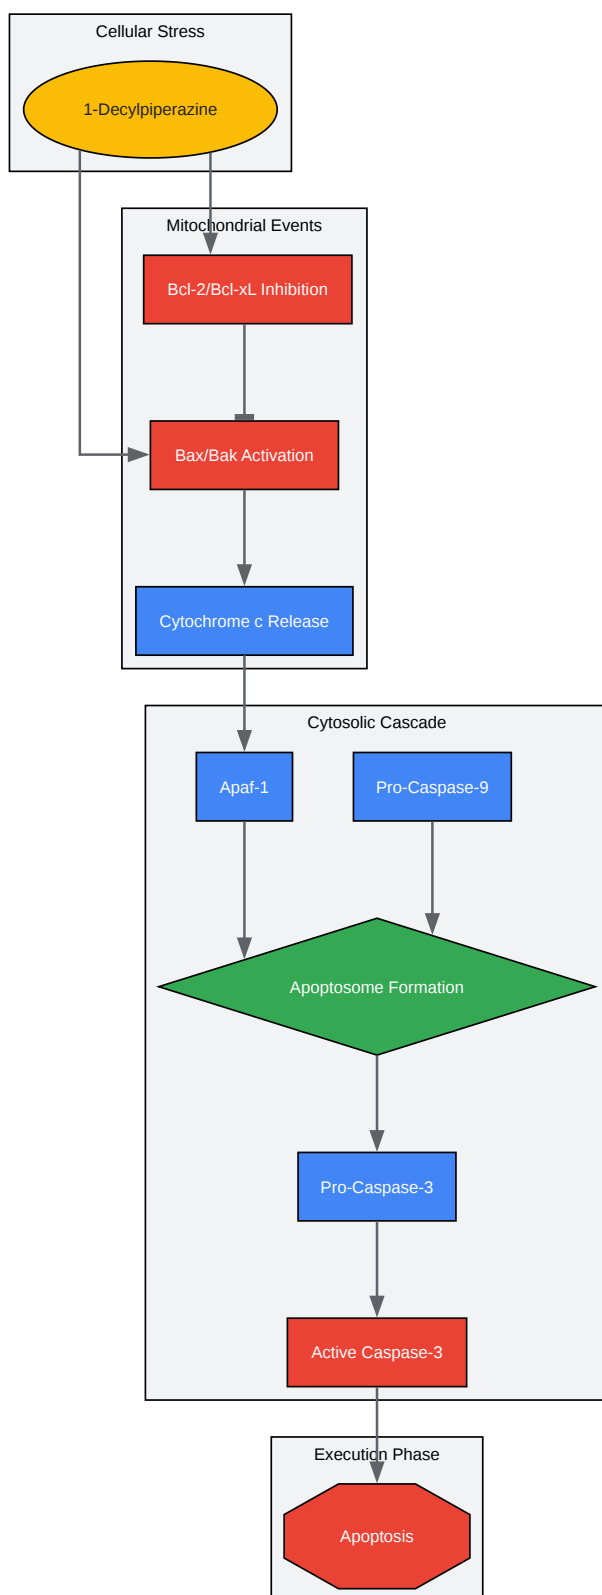 Cellular Stress
1-Decylpiperazine
Mitochondrial Events
Bcl-2/Bcl-xL Inhibition
Bax/Bak Activation
Cytochrome c Release
Cytosolic Cascade
Apaf-1
Pro-Caspase-9
Apoptosome Formation
Pro-Caspase-3
Active Caspase-3
Execution Phase
Apoptosis